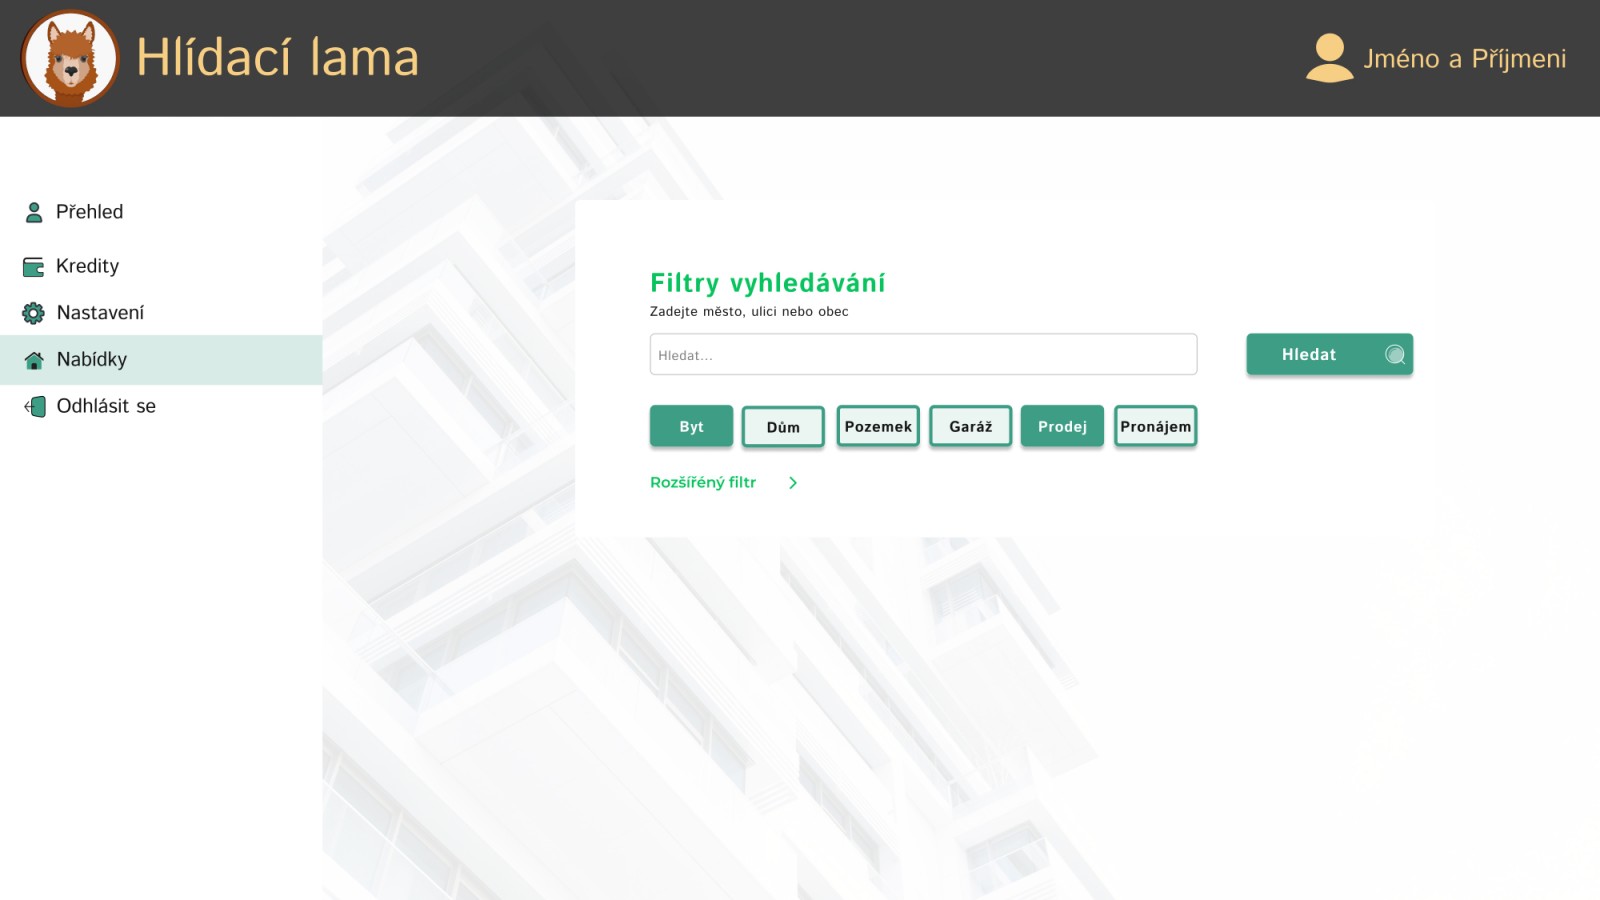 Hlídací lama
Jméno a Příjmeni
Přehled
Kredity
Nastavení
Nabídky
Odhlásit se
Filtry vyhledávání
Zadejte město, ulici nebo obec
Hledat...
Hledat
Byt
Dům
Pozemek
Garáž
Prodej
Pronájem
Rozšířéný filtr